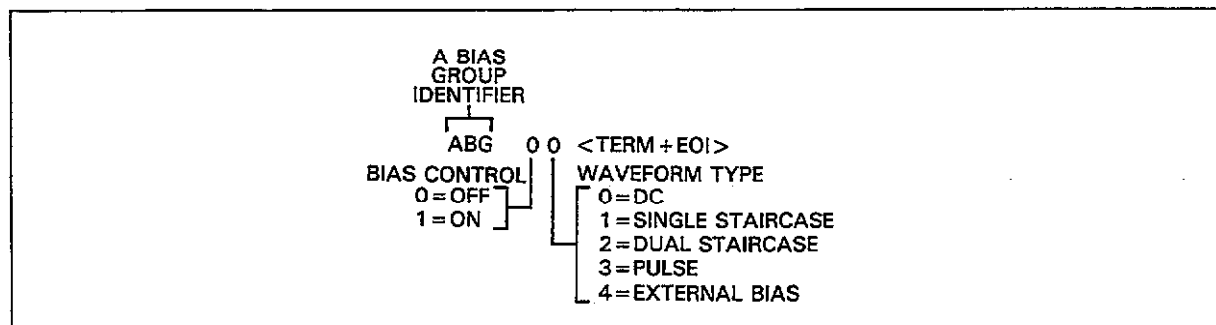 A BIAS
GROUP
IDENTIFIER
ABG 0 0 <TERM+EOI>
BIAS CONTROL
0=OFF
1=ON
WAVEFORM TYPE
0=DC
1=SINGLE STAIRCASE
2=DUAL STAIRCASE
3=PULSE
4=EXTERNAL BIAS